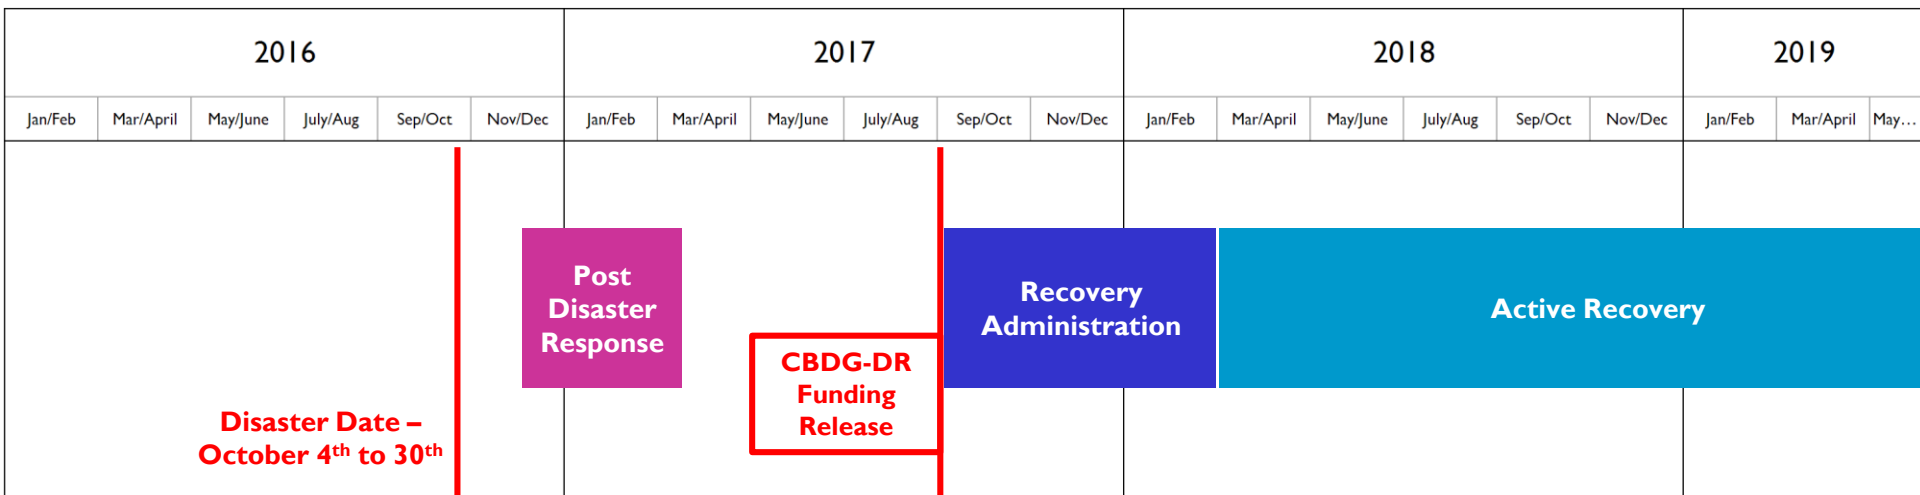 2016 2017 2018 2019
Jan/Feb Mar/April May/June July/Aug Sep/Oct Nov/Dec Jan/Feb Mar/April May/June July/Aug Sep/Oct Nov/Dec Jan/Feb Mar/April May/June July/Aug Sep/Oct Nov/Dec Jan/Feb Mar/April May...
Post
Disaster
Response
Recovery
Administration
Active Recovery
CBDG-DR
Funding
Release
Disaster Date –
October 4th to 30th